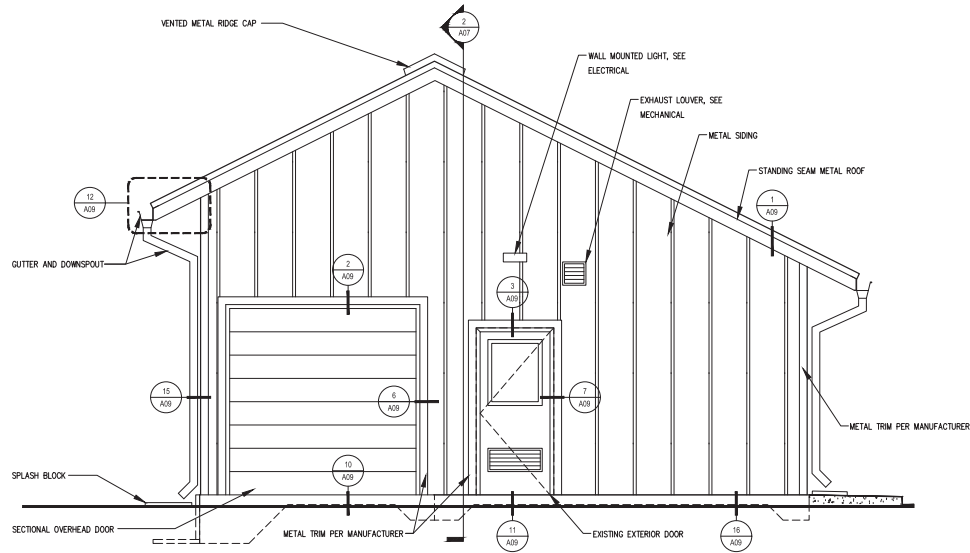 VENTED METAL RIDGE CAP
2
A07
WALL MOUNTED LIGHT, SEE
ELECTRICAL
EXHAUST LOUVER, SEE
MECHANICAL
METAL SIDING
STANDING SEAM METAL ROOF
12
A09
1
A09
GUTTER AND DOWNSPOUT
2
A09
3
A09
15
A09
6
A09
7
A09
METAL TRIM PER MANUFACTURER
10
A09
SPLASH BLOCK
SECTIONAL OVERHEAD DOOR
METAL TRIM PER MANUFACTURER
11
A09
EXISTING EXTERIOR DOOR
16
A09